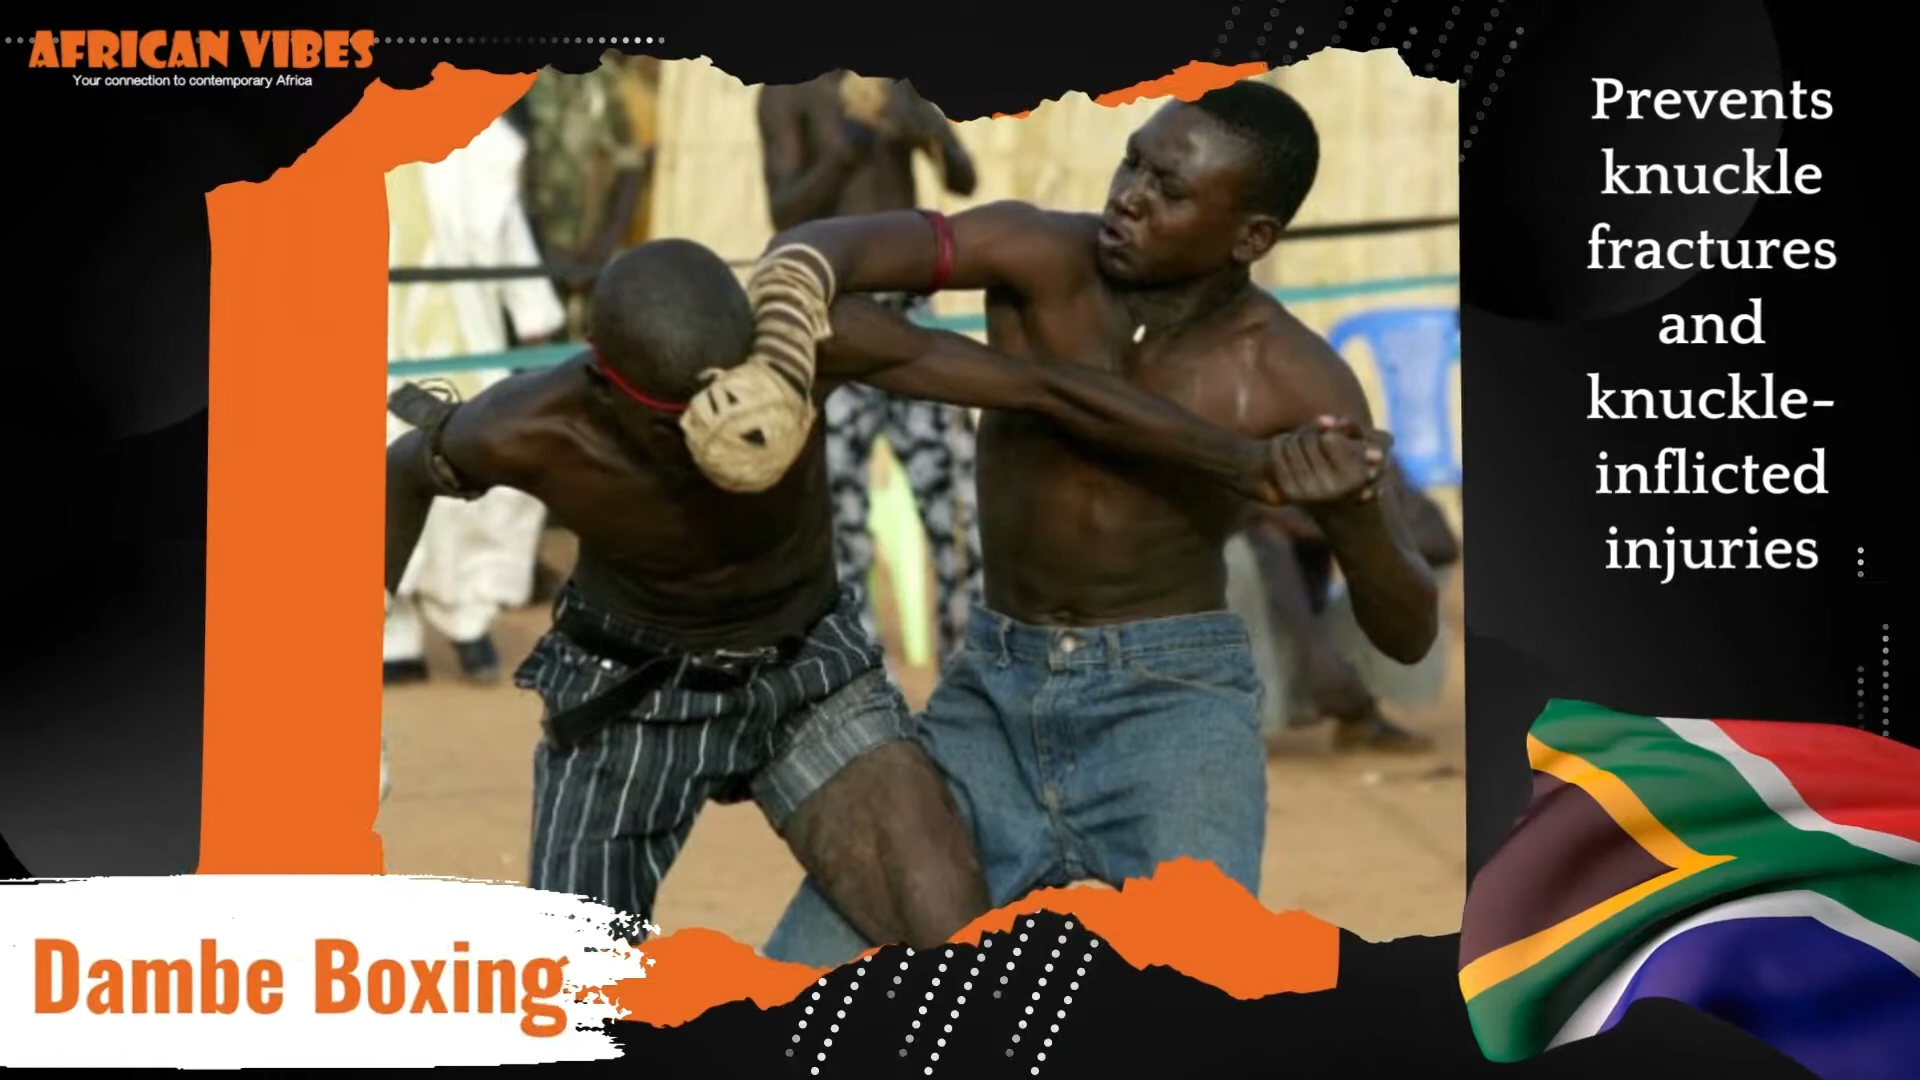 AFRICAN VIBES
Your connection to contemporary Africa
Prevents
knuckle
fractures
and
knuckle-
inflicted
injuries
Dambe Boxing